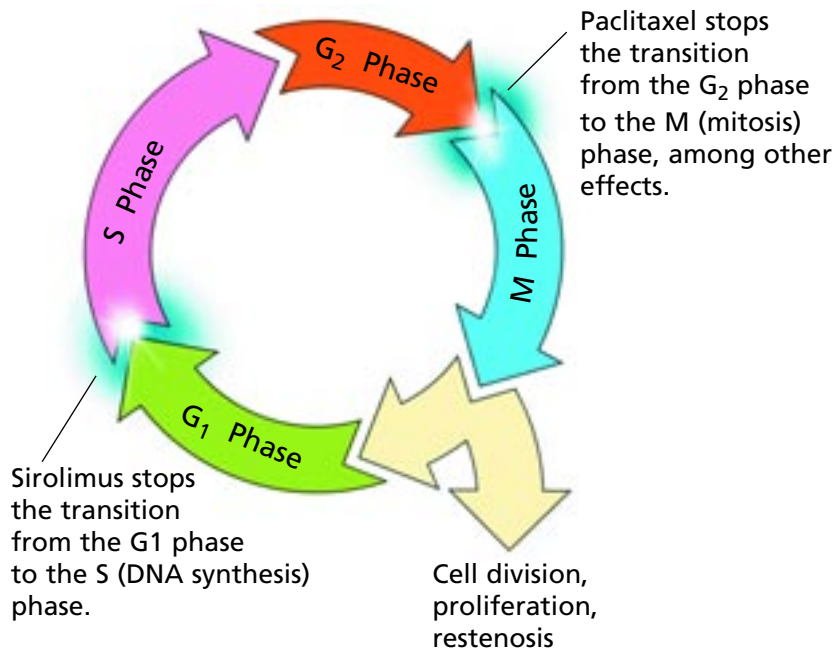 G2 Phase
Paclitaxel stops
the transition
from the G2 phase
to the M (mitosis)
phase, among other
effects.
S Phase
M Phase
G1 Phase
Sirolimus stops
the transition
from the G1 phase
to the S (DNA synthesis)
phase.
Cell division,
proliferation,
restenosis